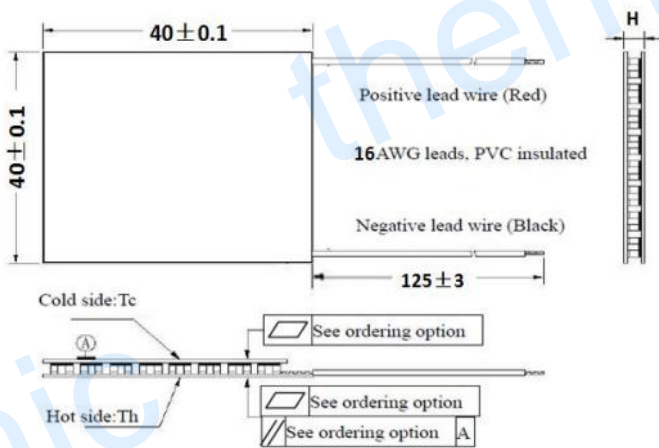 40±0.1
H
Positive lead wire (Red)
40±0.1
16AWG leads, PVC insulated
Negative lead wire (Black)
125±3
Cold side:Tc
A
See ordering option
Hot side:Th
See ordering option
See ordering option A